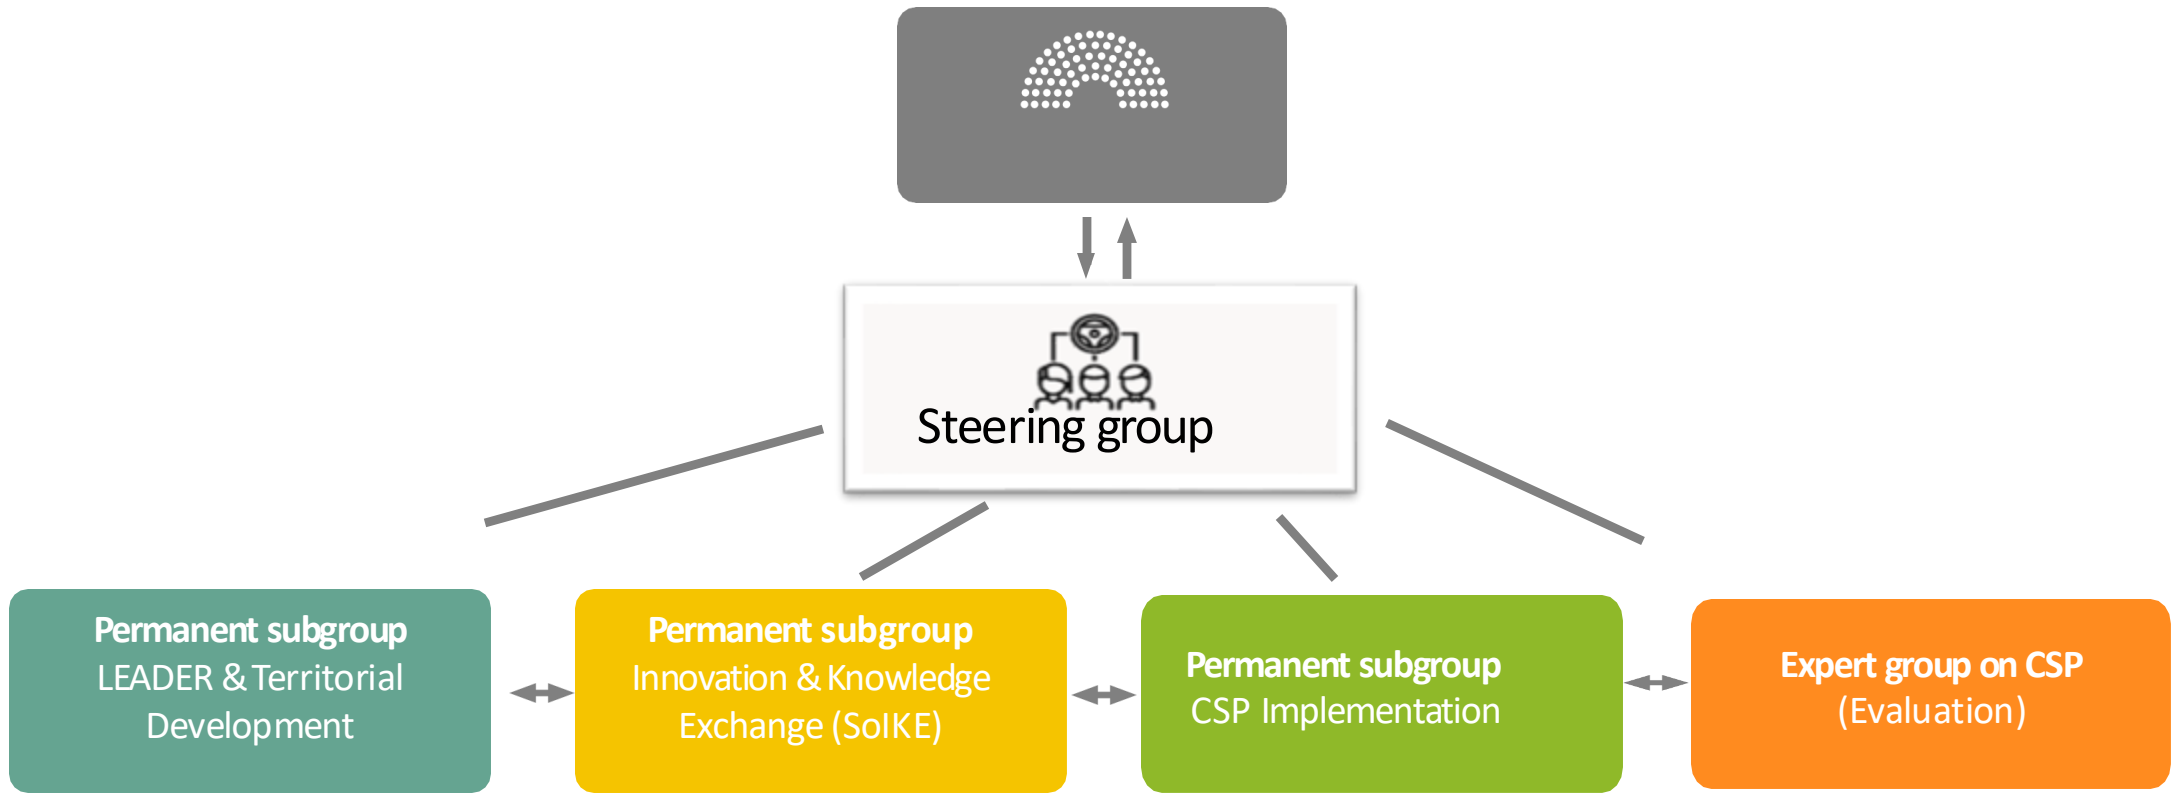 Steering group
Permanent subgroup
LEADER & Territorial
Development
Permanent subgroup
Innovation & Knowledge
Exchange (SoIKE)
Permanent subgroup
CSP Implementation
Expert group on CSP
(Evaluation)